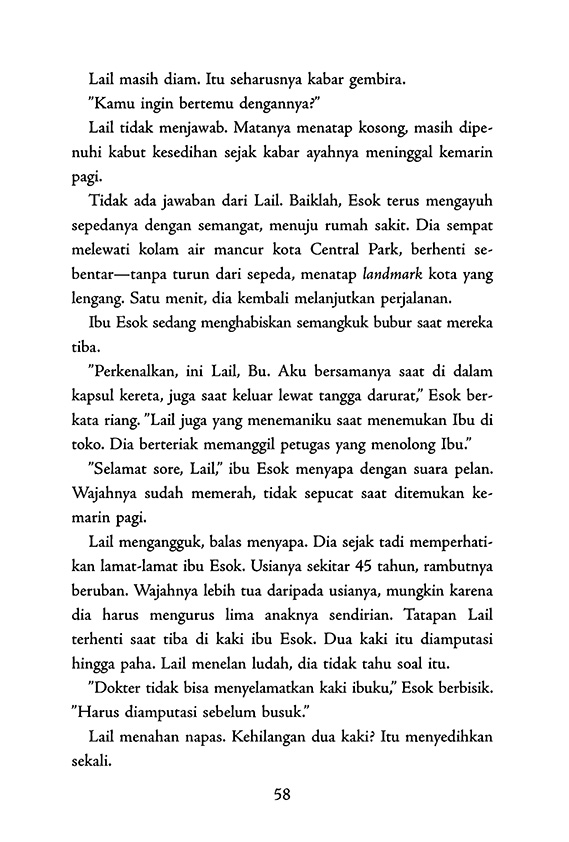 Lail masih diam. Itu seharusnya kabar gembira.
”Kamu ingin bertemu dengannya?”
Lail tidak menjawab. Matanya menatap kosong, masih dipe-
nuhi kabut kesedihan sejak kabar ayahnya meninggal kemarin
pagi.
Tidak ada jawaban dari Lail. Baiklah, Esok terus mengayuh
sepedanya dengan semangat, menuju rumah sakit. Dia sempat
melewati kolam air mancur kota Central Park, berhenti se-
bentar—tanpa turun dari sepeda, menatap landmark kota yang
lengang. Satu menit, dia kembali melanjutkan perjalanan.
Ibu Esok sedang menghabiskan semangkuk bubur saat mereka
tiba.
”Perkenalkan, ini Lail, Bu. Aku bersamanya saat di dalam
kapsul kereta, juga saat keluar lewat tangga darurat,” Esok ber-
kata riang. ”Lail juga yang menemaniku saat menemukan Ibu di
toko. Dia berteriak memanggil petugas yang menolong Ibu.”
”Selamat sore, Lail,” ibu Esok menyapa dengan suara pelan.
Wajahnya sudah memerah, tidak sepucat saat ditemukan ke-
marin pagi.
Lail mengangguk, balas menyapa. Dia sejak tadi memperhati-
kan lamat-lamat ibu Esok. Usianya sekitar 45 tahun, rambutnya
beruban. Wajahnya lebih tua daripada usianya, mungkin karena
dia harus mengurus lima anaknya sendirian. Tatapan Lail
terhenti saat tiba di kaki ibu Esok. Dua kaki itu diamputasi
hingga paha. Lail menelan ludah, dia tidak tahu soal itu.
”Dokter tidak bisa menyelamatkan kaki ibuku,” Esok berbisik.
”Harus diamputasi sebelum busuk.”
Lail menahan napas. Kehilangan dua kaki? Itu menyedihkan
sekali.
58